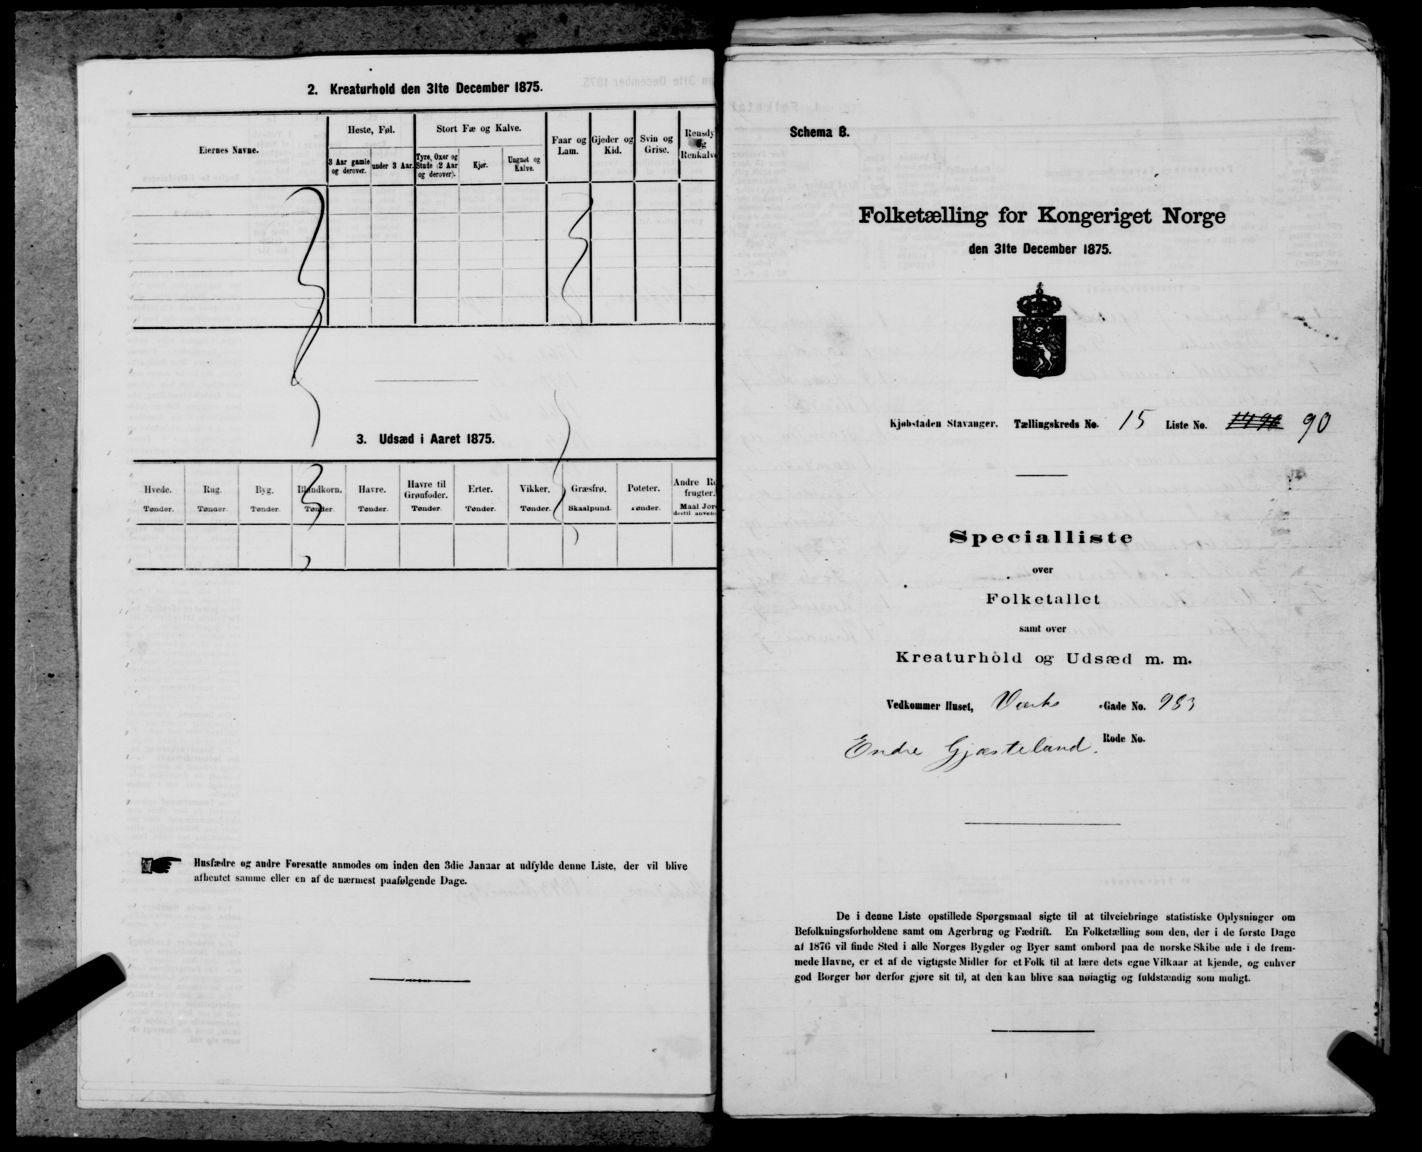 2. Kreaturhold den 31te December 1875.
Eiernes Navne.
Heste, Føl.
Stort Fæ og Kalve.
Faar og Lam.
Gjeder og Kid.
Svin og Grise.
Rensdy
og
Renkalve
3 Aar gamle og derover.
under 3 Aar.
Tyre, Oxer og Stude (2 Aar og derover).
Kjør.
Ungnøt og Kalve.
3. Udsæd i Aaret 1875.
Hvede. Rug. Byg. Blandkorn. Havre. Havre til Grønfoder. Erter. Vikker. Græsfrø. Poteter. Andre Ro
frugter.
Tønder. Tønder. Tønder. Tønder. Tønder. Tønder. Tønder. Tønder. Skaalpund. Tønder. Maal Jor
dertil anven
Husfædre og andre Foresatte anmodes om inden den 3die Januar at udfylde denne Liste, der vil blive
afhentet samme eller en af de nærmest paafølgende Dage.
Schema B.
Folketælling for Kongeriget Norge
den 31te December 1875.
Kjøbstaden Stavanger. Tællingskreds No. 15 Liste No. 90
Specialliste
over
Folketallet
samt over
Kreaturhold og Udsæd m. m.
Vedkommer Huset, Værks -Gade No. 983
Endre Gjæsteland. Rode No.
De i denne Liste opstillede Spørgsmaal sigte til at tilveiebringe statistiske Oplysninger om
Befolkningsforholdene samt om Agerbrug og Fædrift. En Folketælling som den, der i de første Dage
af 1876 vil finde Sted i alle Norges Bygder og Byer samt ombord paa de norske Skibe ude i de frem-
mede Havne, er et af de vigtigste Midler for et Folk til at lære dets egne Vilkaar at kjende, og enhver
god Borger bør derfor gjøre sit til, at den kan blive saa nøiagtig og fuldstændig som muligt.